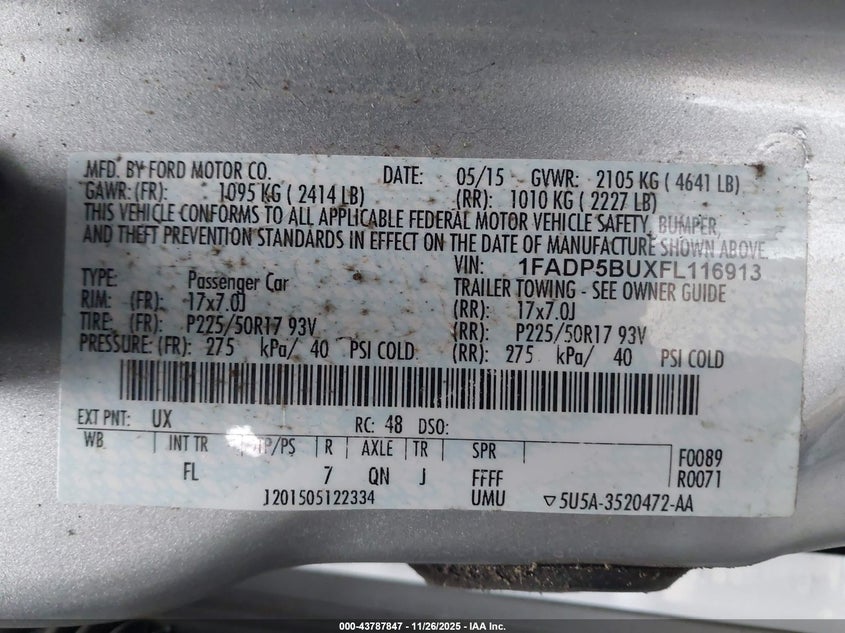 MFD. BY FORD MOTOR CO. DATE: 05/15 GVWR: 2105 KG ( 4641 LB)
GAWR: (FR): 1095 KG ( 2414 LB) (RR): 1010 KG ( 2227 LB)
THIS VEHICLE CONFORMS TO ALL APPLICABLE FEDERAL MOTOR VEHICLE SAFETY, BUMPER,
AND THEFT PREVENTION STANDARDS IN EFFECT ON THE DATE OF MANUFACTURE SHOWN ABOVE.
VIN: 1FADP5BUXFL116913
TYPE: Passenger Car TRAILER TOWING - SEE OWNER GUIDE
RIM: (FR): 17x7.0J (RR): 17x7.0J
TIRE: (FR): P225/50R17 93V (RR): P225/50R17 93V
PRESSURE: (FR): 275 kPa/ 40 PSI COLD (RR): 275 kPa/ 40 PSI COLD
EXT PNT: UX RC: 48 DSO:
WB INT TR TP/PS R AXLE TR SPR F0089
FL 7 QN J FFFF R0071
J201505122334 UMU ▽5U5A-3520472-AA
000-43787847 - 11/26/2025 - IAA Inc.